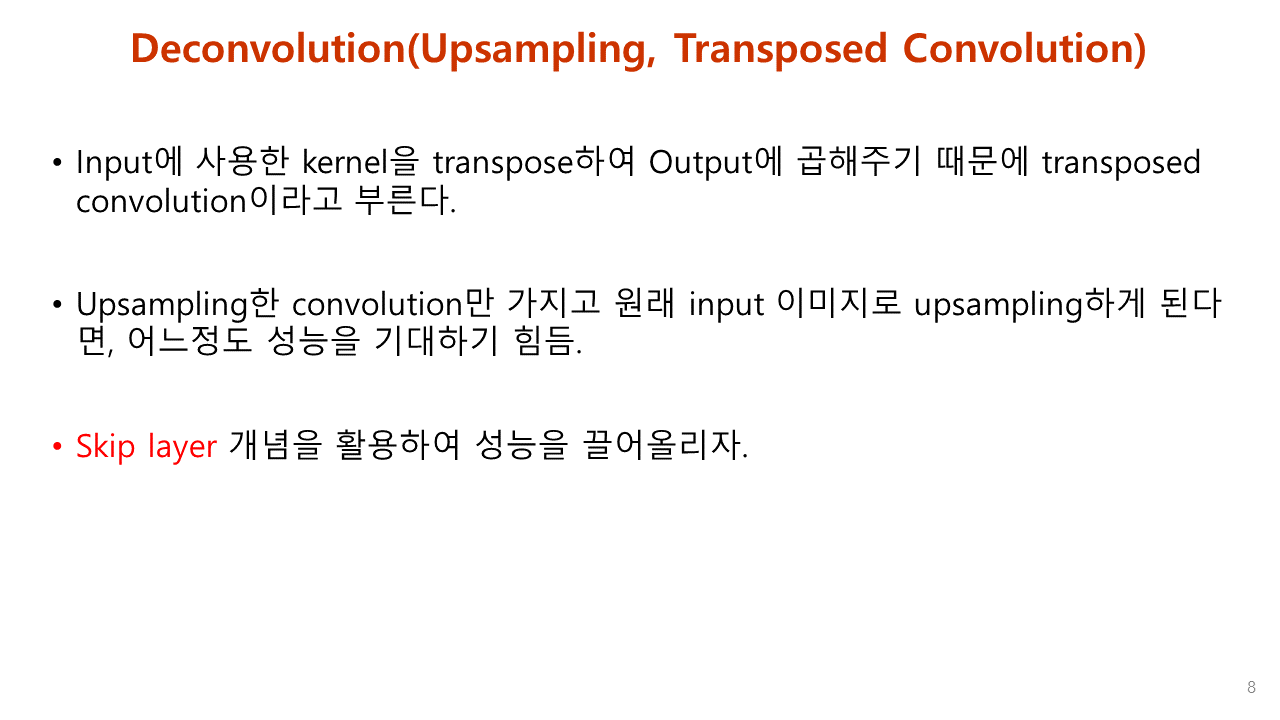 Deconvolution(Upsampling, Transposed Convolution)
• Input에 사용한 kernel을 transpose하여 Output에 곱해주기 때문에 transposed
convolution이라고 부른다.
• Upsampling한 convolution만 가지고 원래 input 이미지로 upsampling하게 된다
면, 어느정도 성능을 기대하기 힘듬.
• Skip layer 개념을 활용하여 성능을 끌어올리자.
8